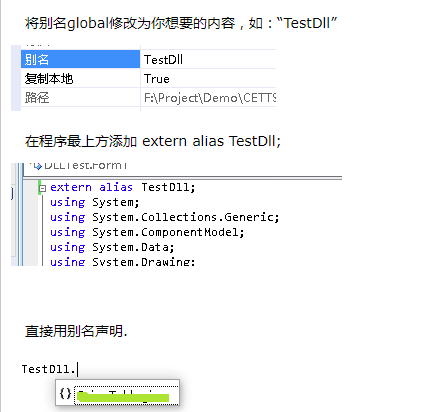 将别名global修改为你想要的内容，如：“TestDll”
别名 TestDll
复制本地 True
路径 F:\Project\Demo\CETTS
在程序最上方添加 extern alias TestDll;
DLLTest.Form1
extern alias TestDll;
using System;
using System.Collections.Generic;
using System.ComponentModel;
using System.Data;
using System.Drawing;
直接用别名声明.
TestDll.
{}